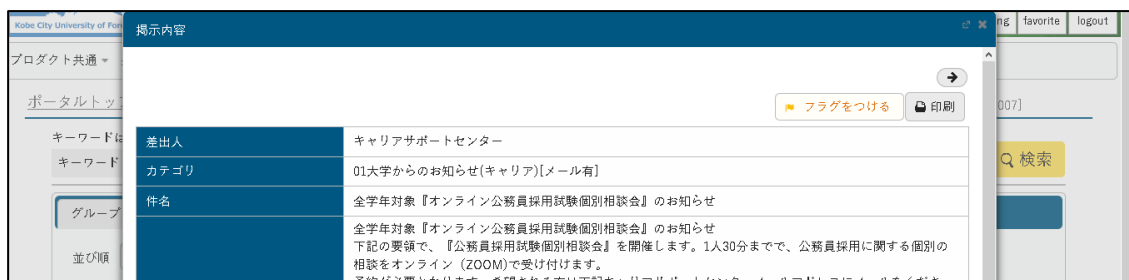 Kobe City University of For
掲示内容
ng
favorite
logout
プロダクト共通
ポータルトップ
007]
フラグをつける
印刷
キーワードは
キーワード
検索
差出人
キャリアサポートセンター
カテゴリ
01大学からのお知らせ(キャリア)[メール有]
件名
全学年対象『オンライン公務員採用試験個別相談会』のお知らせ
グループ
並び順
全学年対象『オンライン公務員採用試験個別相談会』のお知らせ
下記の要領で、『公務員採用試験個別相談会』を開催します。1人30分までで、公務員採用に関する個別の
相談をオンライン（ZOOM)で受け付けます。